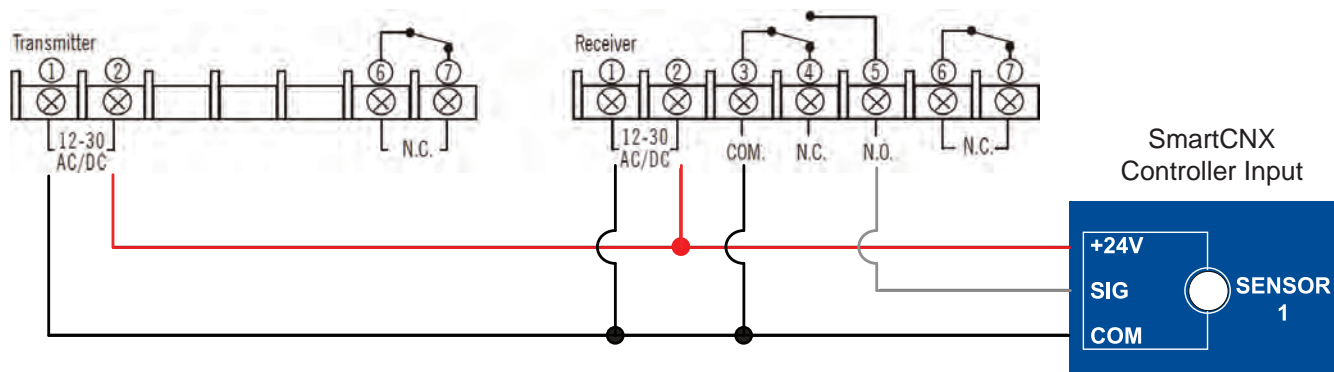 Transmitter
① ② ⑥ ⑦
12-30
AC/DC
N.C.
Receiver
① ② ③ ④ ⑤ ⑥ ⑦
12-30
AC/DC
COM. N.C. N.O. N.C.
SmartCNX
Controller Input
+24V
SIG
COM
SENSOR
1